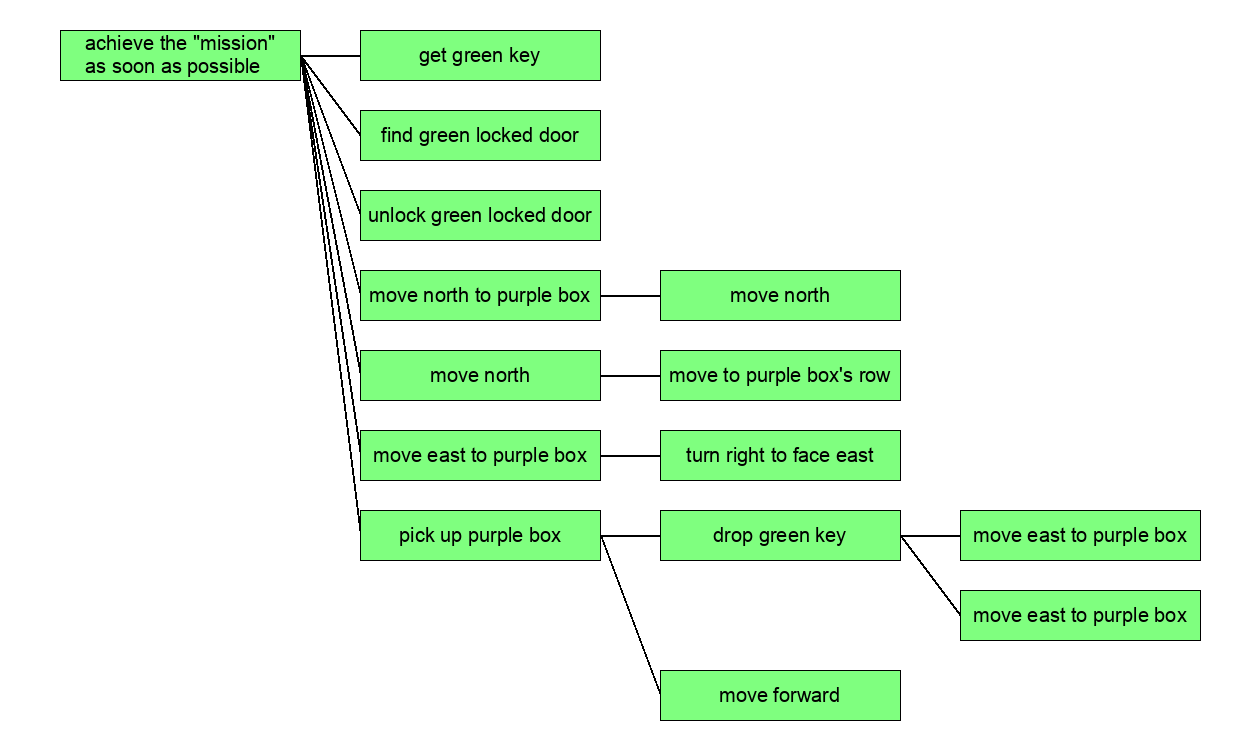 achieve the "mission"
as soon as possible
get green key
find green locked door
unlock green locked door
move north to purple box
move north
move north
move to purple box's row
move east to purple box
turn right to face east
pick up purple box
drop green key
move east to purple box
move east to purple box
move forward